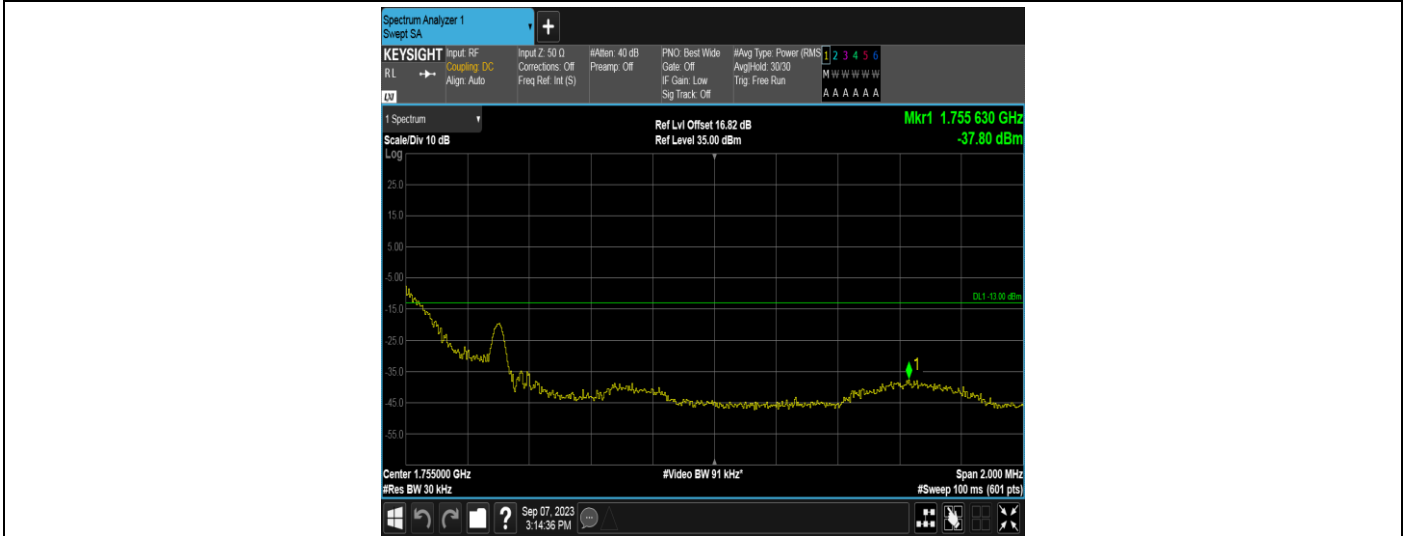 Spectrum Analyzer 1
Swept SA
+
KEYSIGHT Input: RF Input Z: 50 Ω #Atten: 40 dB PNO: Best Wide #Avg Type: Power (RMS 1 2 3 4 5 6
RL Coupling: DC Corrections: Off Preamp: Off Gate: Off Avg|Hold: 30/30 M W W W W W
Align: Auto Freq Ref: Int (S) IF Gain: Low Trig: Free Run
LXI Sig Track: Off A A A A A A
1 Spectrum Ref Lvl Offset 16.82 dB Mkr1 1.755 630 GHz
Scale/Div 10 dB Ref Level 35.00 dBm -37.80 dBm
Log
25.0
15.0
5.00
-5.00
DL1 -13.00 dBm
-15.0
-25.0
-35.0
1
-45.0
-55.0
Center 1.755000 GHz #Video BW 91 kHz* Span 2.000 MHz
#Res BW 30 kHz #Sweep 100 ms (601 pts)
? Sep 07, 2023
3:14:36 PM